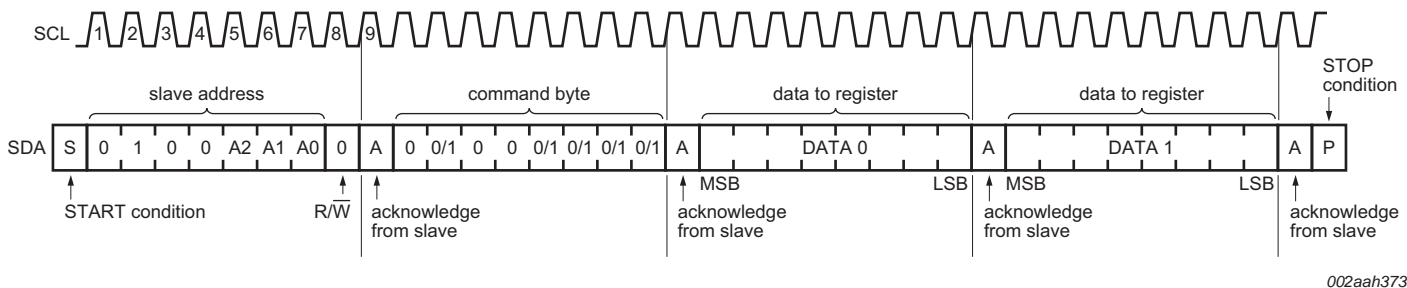 SCL 1 2 3 4 5 6 7 8 9
STOP
condition
slave address command byte data to register data to register
SDA S 0 1 0 0 A2 A1 A0 0 A 0 0/1 0 0 0/1 0/1 0/1 0/1 A DATA 0 A DATA 1 A P
MSB LSB MSB LSB
START condition R/W̅ acknowledge acknowledge acknowledge acknowledge
from slave from slave from slave from slave
002aah373